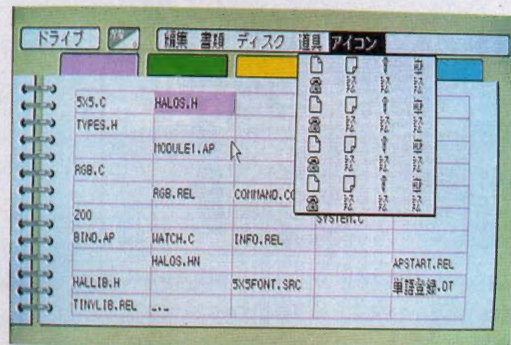 ドライブ 編集 書類 ディスク 道具 アイコン
5X5.C HALOS.H
TYPES.H
MODULE1.AP
RGB.C
RGB.REL COMMAND.CO
200 SYSTEM.C
BIND.AP WATCH.C INFO.REL
HALOS.HN APSTART.REL
HALLIB.H 5X5FONT.SRC 単語登録.OT
TINYLIB.REL _._